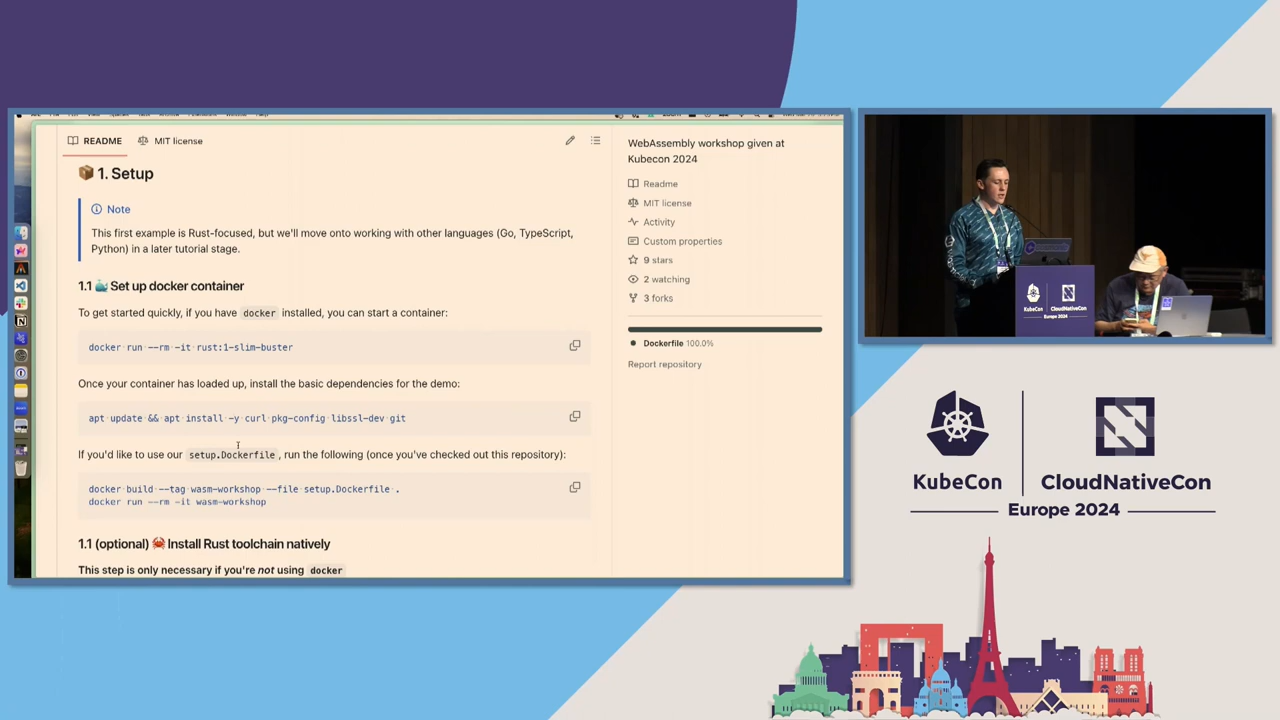 README
MIT license
1. Setup
Note
This first example is Rust-focused, but we'll move onto working with other languages (Go, TypeScript,
Python) in a later tutorial stage.
1.1 Set up docker container
To get started quickly, if you have docker installed, you can start a container:
docker run --rm -it rust:1-slim-buster
Once your container has loaded up, install the basic dependencies for the demo:
apt update && apt install -y curl pkg-config libssl-dev git
If you'd like to use our setup.Dockerfile , run the following (once you've checked out this repository):
docker build --tag wasm-workshop --file setup.Dockerfile .
docker run --rm -it wasm-workshop
1.1 (optional) Install Rust toolchain natively
This step is only necessary if you're not using docker
WebAssembly workshop given at
Kubecon 2024
Readme
MIT license
Activity
Custom properties
9 stars
2 watching
3 forks
Dockerfile 100.0%
Report repository
KubeCon
CloudNativeCon
Europe 2024
KubeCon
CloudNativeCon
Europe 2024